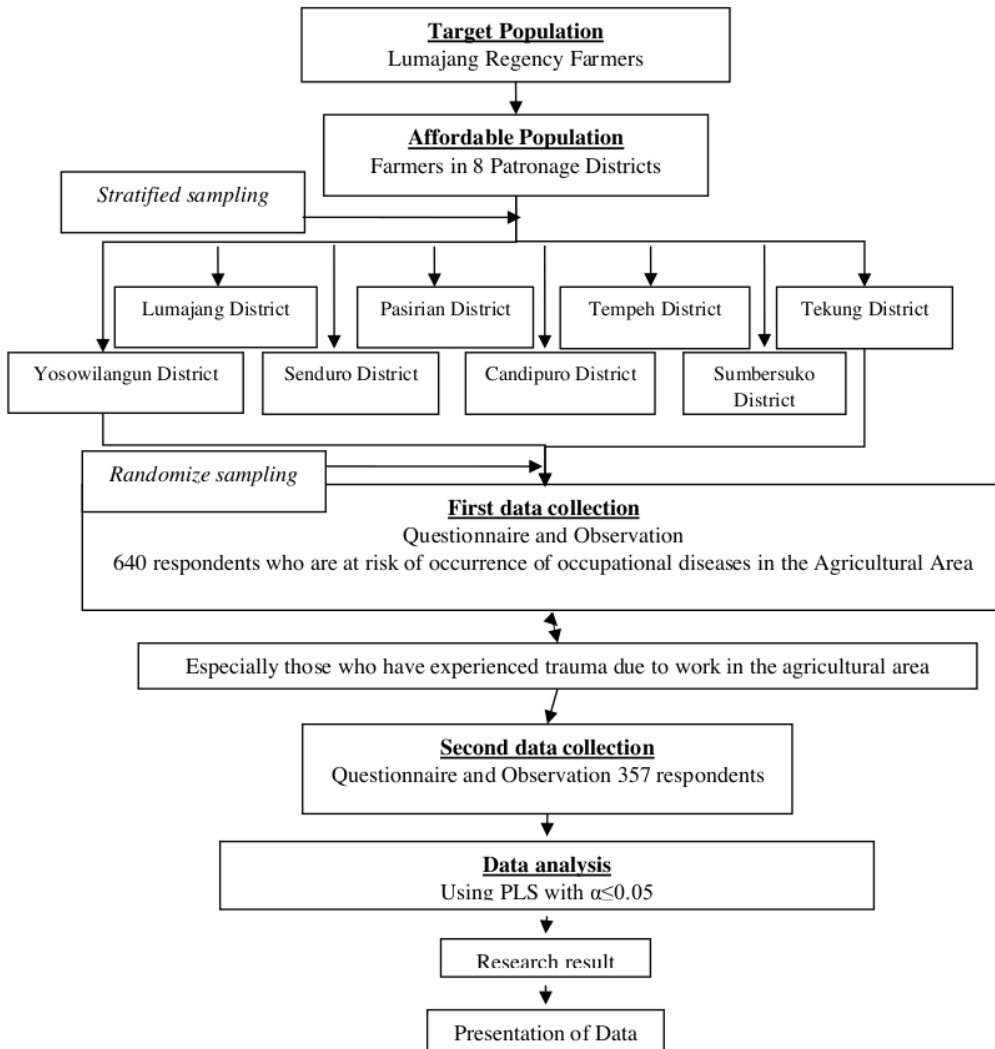 Target Population
Lumajang Regency Farmers
Affordable Population
Farmers in 8 Patronage Districts
Stratified sampling
Lumajang District
Pasirian District
Tempeh District
Tekung District
Yosowilangun District
Senduro District
Candipuro District
Sumbersuko
District
Randomize sampling
First data collection
Questionnaire and Observation
640 respondents who are at risk of occurrence of occupational diseases in the Agricultural Area
Especially those who have experienced trauma due to work in the agricultural area
Second data collection
Questionnaire and Observation 357 respondents
Data analysis
Using PLS with α≤0.05
Research result
Presentation of Data